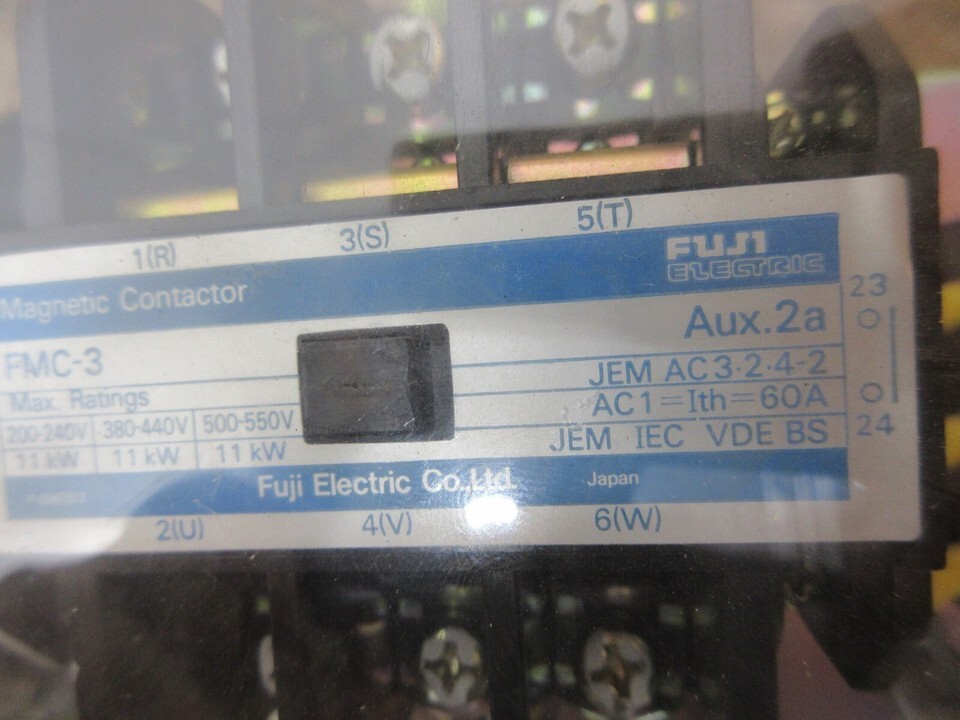 1(R) 3(S) 5(T)
Magnetic Contactor
FUJI
ELECTRIC
FMC-3
Aux.2a
23
Max. Ratings
JEM AC3·2·4-2
200-240V 380-440V 500-550V
AC1=Ith=60A
11 kW 11 kW 11 kW
JEM IEC VDE BS
24
Fuji Electric Co.,Ltd. Japan
2(U) 4(V) 6(W)